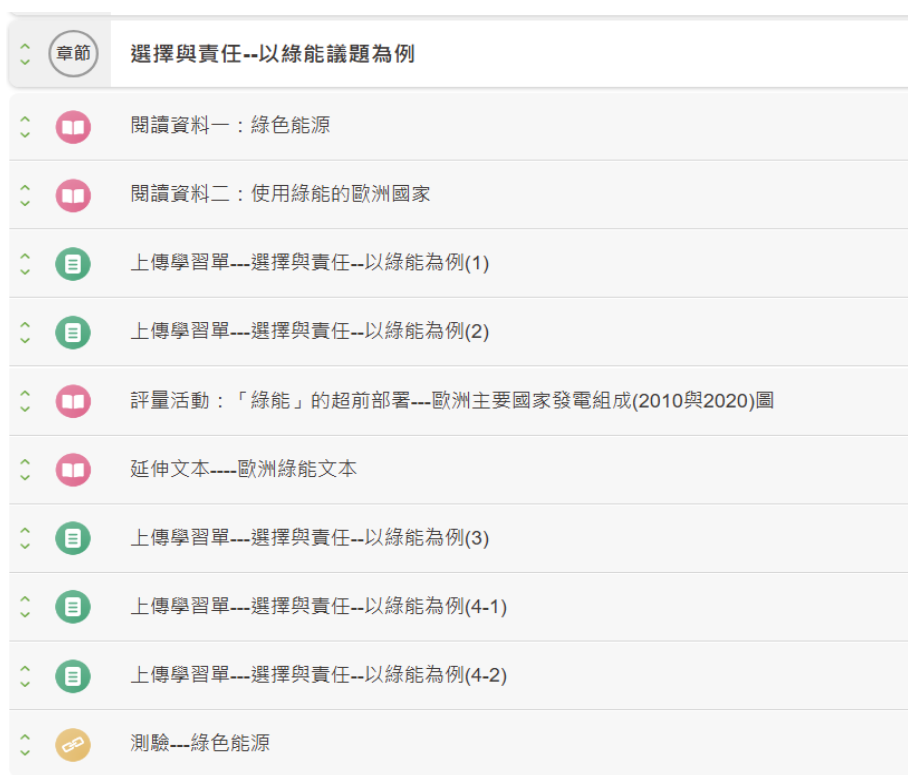 章節
選擇與責任--以綠能議題為例
閱讀資料一：綠色能源
閱讀資料二：使用綠能的歐洲國家
上傳學習單---選擇與責任--以綠能為例(1)
上傳學習單---選擇與責任--以綠能為例(2)
評量活動：「綠能」的超前部署---歐洲主要國家發電組成(2010與2020)圖
延伸文本----歐洲綠能文本
上傳學習單---選擇與責任--以綠能為例(3)
上傳學習單---選擇與責任--以綠能為例(4-1)
上傳學習單---選擇與責任--以綠能為例(4-2)
測驗---綠色能源